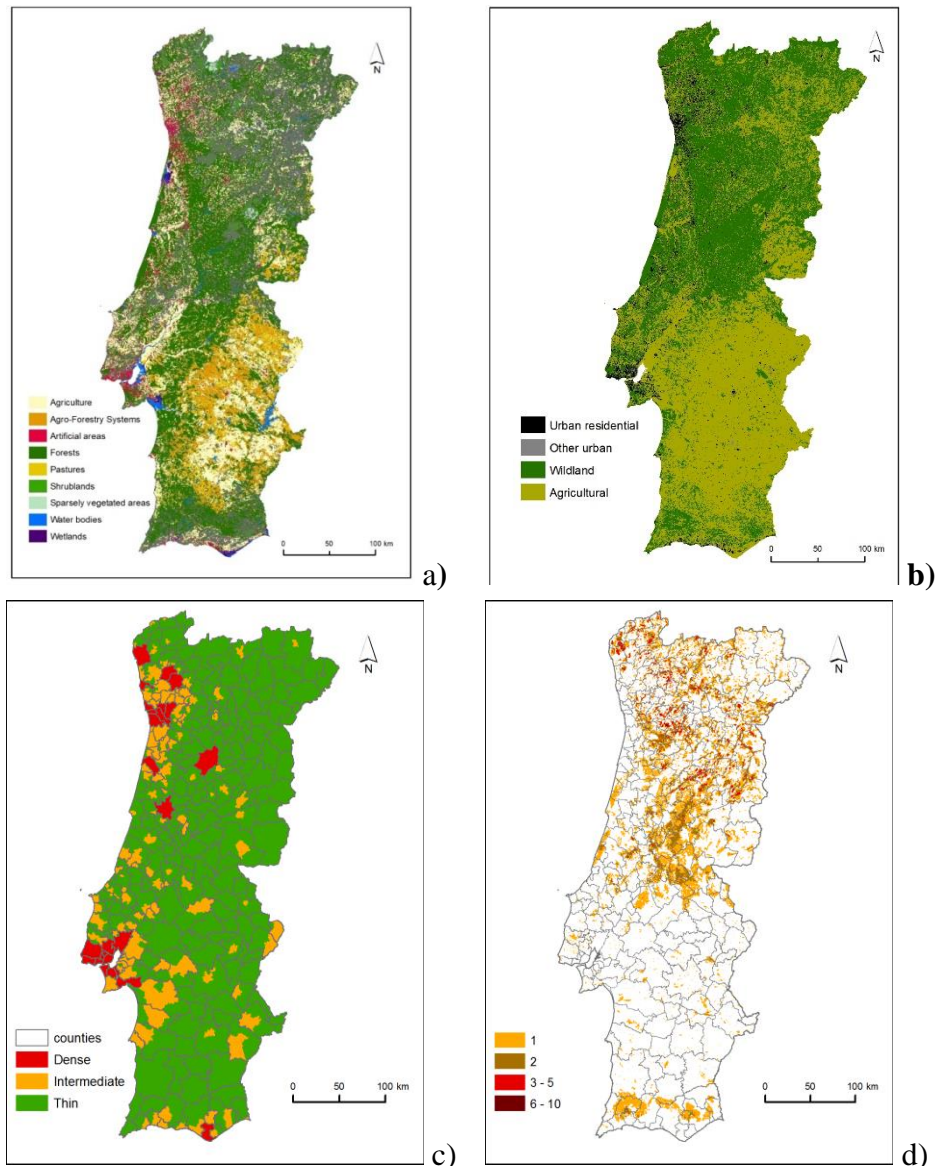 N
Agriculture
Agro-Forestry Systems
Artificial areas
Forests
Pastures
Shrublands
Sparsely vegetated areas
Water bodies
Wetlands
0 50 100 km
a)
N
Urban residential
Other urban
Wildland
Agricultural
0 50 100 km
b)
N
counties
Dense
Intermediate
Thin
0 50 100 km
c)
N
1
2
3 - 5
6 - 10
0 50 100 km
d)